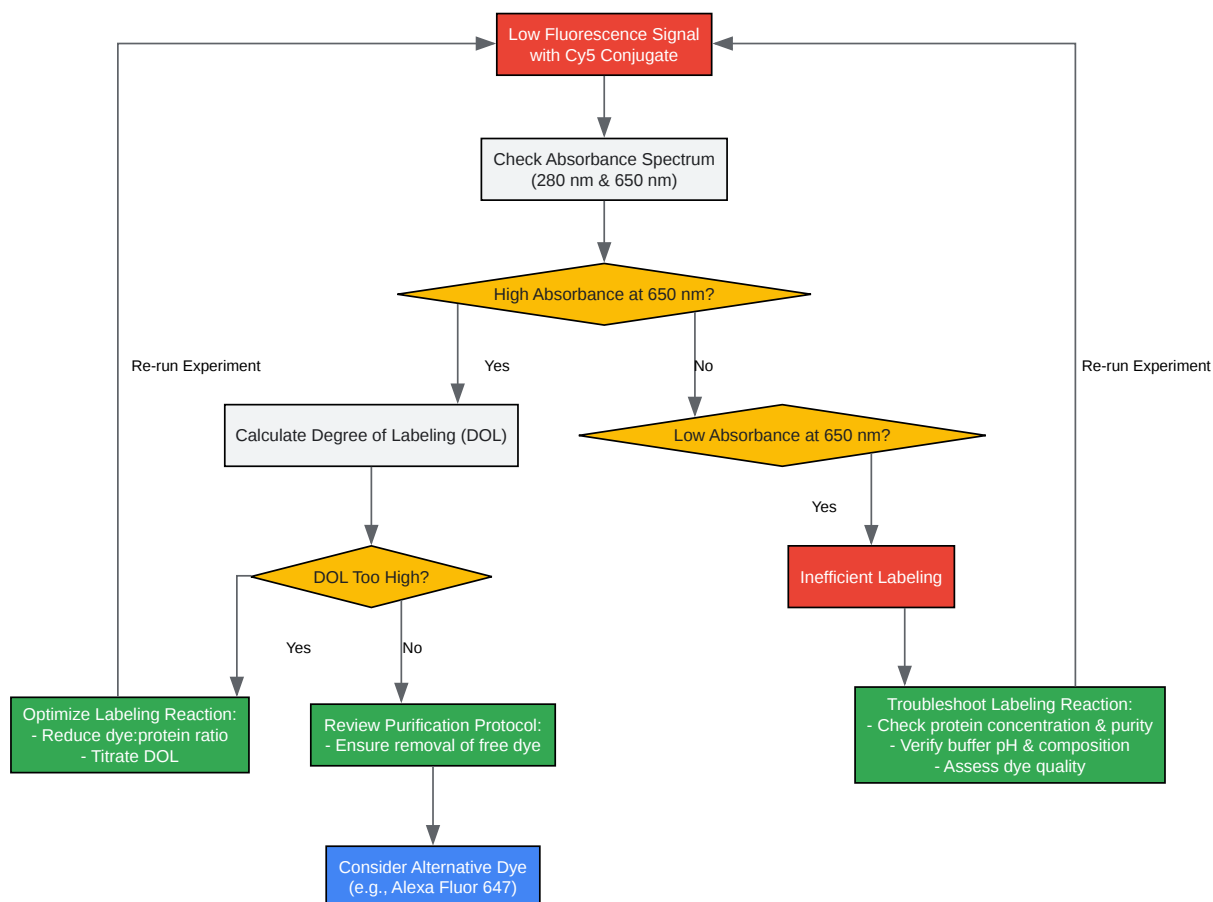 Low Fluorescence Signal
with Cy5 Conjugate
Check Absorbance Spectrum
(280 nm & 650 nm)
High Absorbance at 650 nm?
Re-run Experiment
Yes
No
Re-run Experiment
Calculate Degree of Labeling (DOL)
Low Absorbance at 650 nm?
Yes
DOL Too High?
Inefficient Labeling
Yes
No
Optimize Labeling Reaction:
- Reduce dye:protein ratio
- Titrate DOL
Review Purification Protocol:
- Ensure removal of free dye
Troubleshoot Labeling Reaction:
- Check protein concentration & purity
- Verify buffer pH & composition
- Assess dye quality
Consider Alternative Dye
(e.g., Alexa Fluor 647)